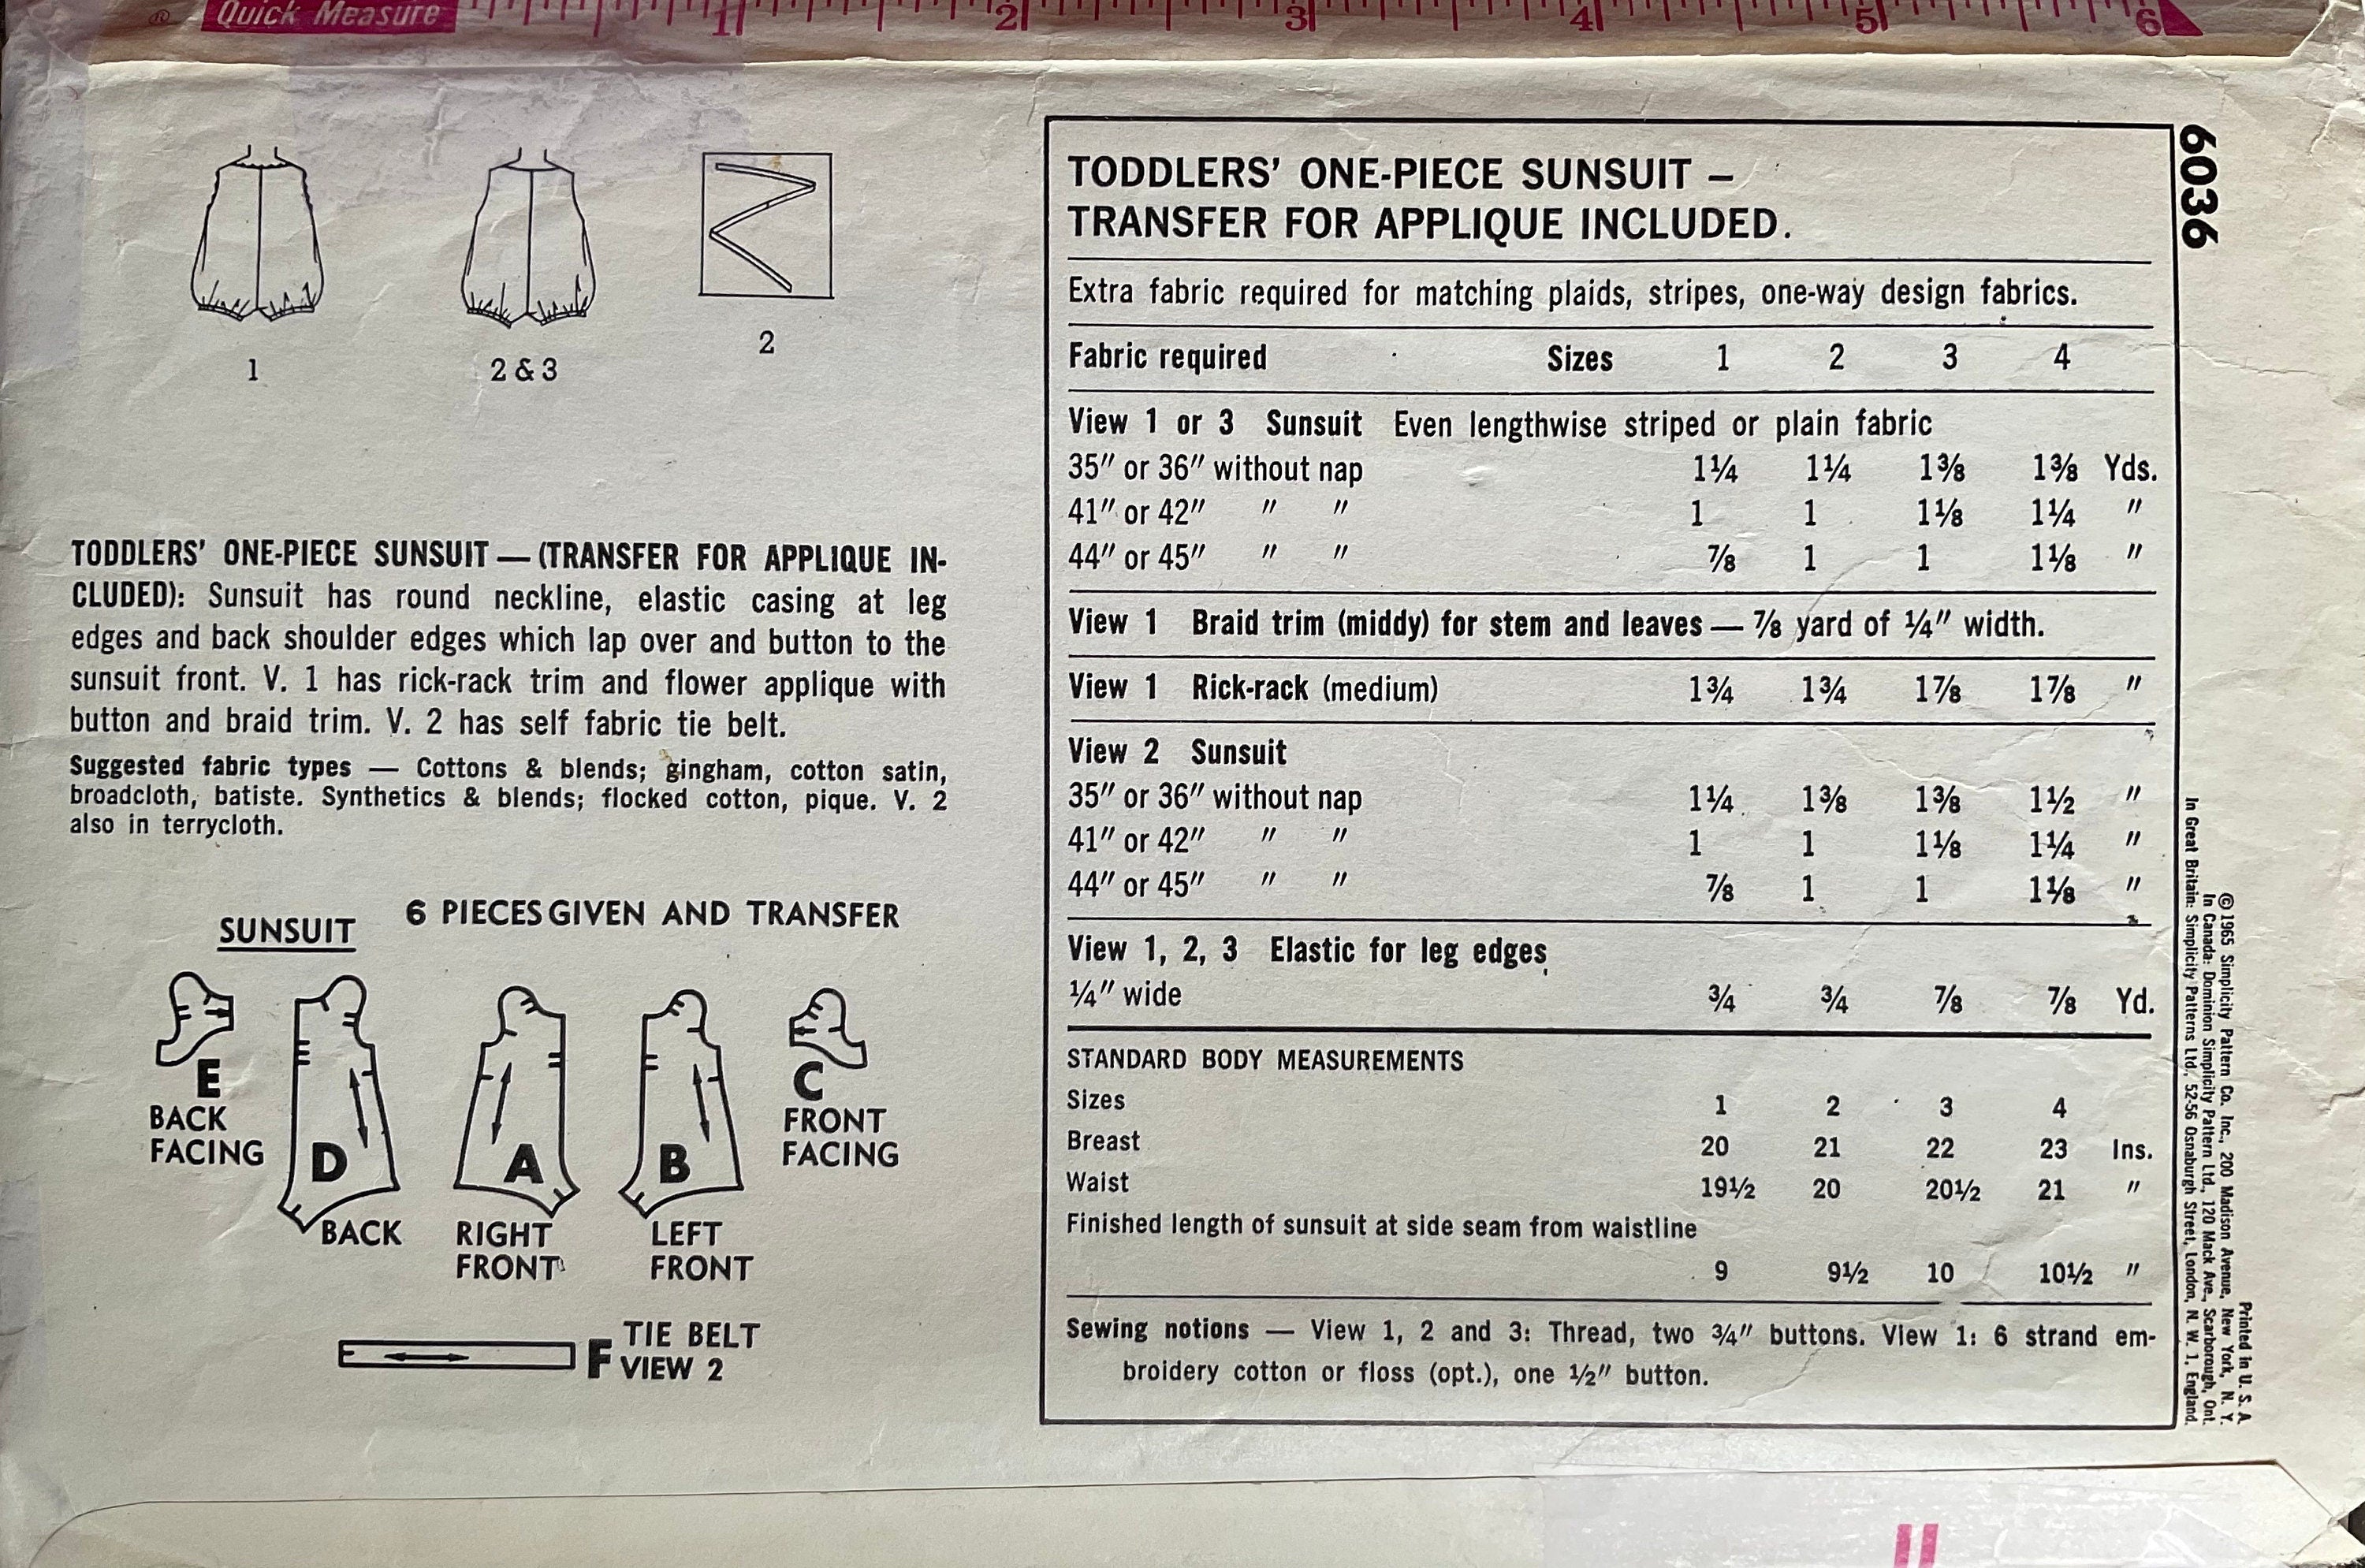 ® Quick Measure 1 2 3 4 5 6
1
2 & 3
2
TODDLERS' ONE-PIECE SUNSUIT — (TRANSFER FOR APPLIQUE IN-
CLUDED): Sunsuit has round neckline, elastic casing at leg
edges and back shoulder edges which lap over and button to the
sunsuit front. V. 1 has rick-rack trim and flower applique with
button and braid trim. V. 2 has self fabric tie belt.
Suggested fabric types — Cottons & blends; gingham, cotton satin,
broadcloth, batiste. Synthetics & blends; flocked cotton, pique. V. 2
also in terrycloth.
SUNSUIT
6 PIECES GIVEN AND TRANSFER
E
BACK
FACING
D
BACK
A
RIGHT
FRONT
B
LEFT
FRONT
C
FRONT
FACING
F TIE BELT
VIEW 2
TODDLERS' ONE-PIECE SUNSUIT –
TRANSFER FOR APPLIQUE INCLUDED.
Extra fabric required for matching plaids, stripes, one-way design fabrics.
Fabric required Sizes 1 2 3 4
View 1 or 3 Sunsuit Even lengthwise striped or plain fabric
35" or 36" without nap 1¼ 1¼ 1⅜ 1⅜ Yds.
41" or 42" " " 1 1 1⅛ 1¼ "
44" or 45" " " ⅞ 1 1 1⅛ "
View 1 Braid trim (middy) for stem and leaves — ⅞ yard of ¼" width.
View 1 Rick-rack (medium) 1¾ 1¾ 1⅞ 1⅞ "
View 2 Sunsuit
35" or 36" without nap 1¼ 1⅜ 1⅜ 1½ "
41" or 42" " " 1 1 1⅛ 1¼ "
44" or 45" " " ⅞ 1 1 1⅛ "
View 1, 2, 3 Elastic for leg edges
¼" wide ¾ ¾ ⅞ ⅞ Yd.
STANDARD BODY MEASUREMENTS
Sizes 1 2 3 4
Breast 20 21 22 23 Ins.
Waist 19½ 20 20½ 21 "
Finished length of sunsuit at side seam from waistline
9 9½ 10 10½ "
Sewing notions — View 1, 2 and 3: Thread, two ¾" buttons. View 1: 6 strand em-
broidery cotton or floss (opt.), one ½" button.
6036
Printed in U. S. A.
©1965 Simplicity Pattern Co. Inc., 200 Madison Avenue, New York, N. Y.
In Canada: Dominion Simplicity Pattern Ltd., 120 Mack Ave., Scarborough, Ont.
In Great Britain: Simplicity Patterns Ltd., 52-56 Osnaburgh Street, London, N. W. 1, England.